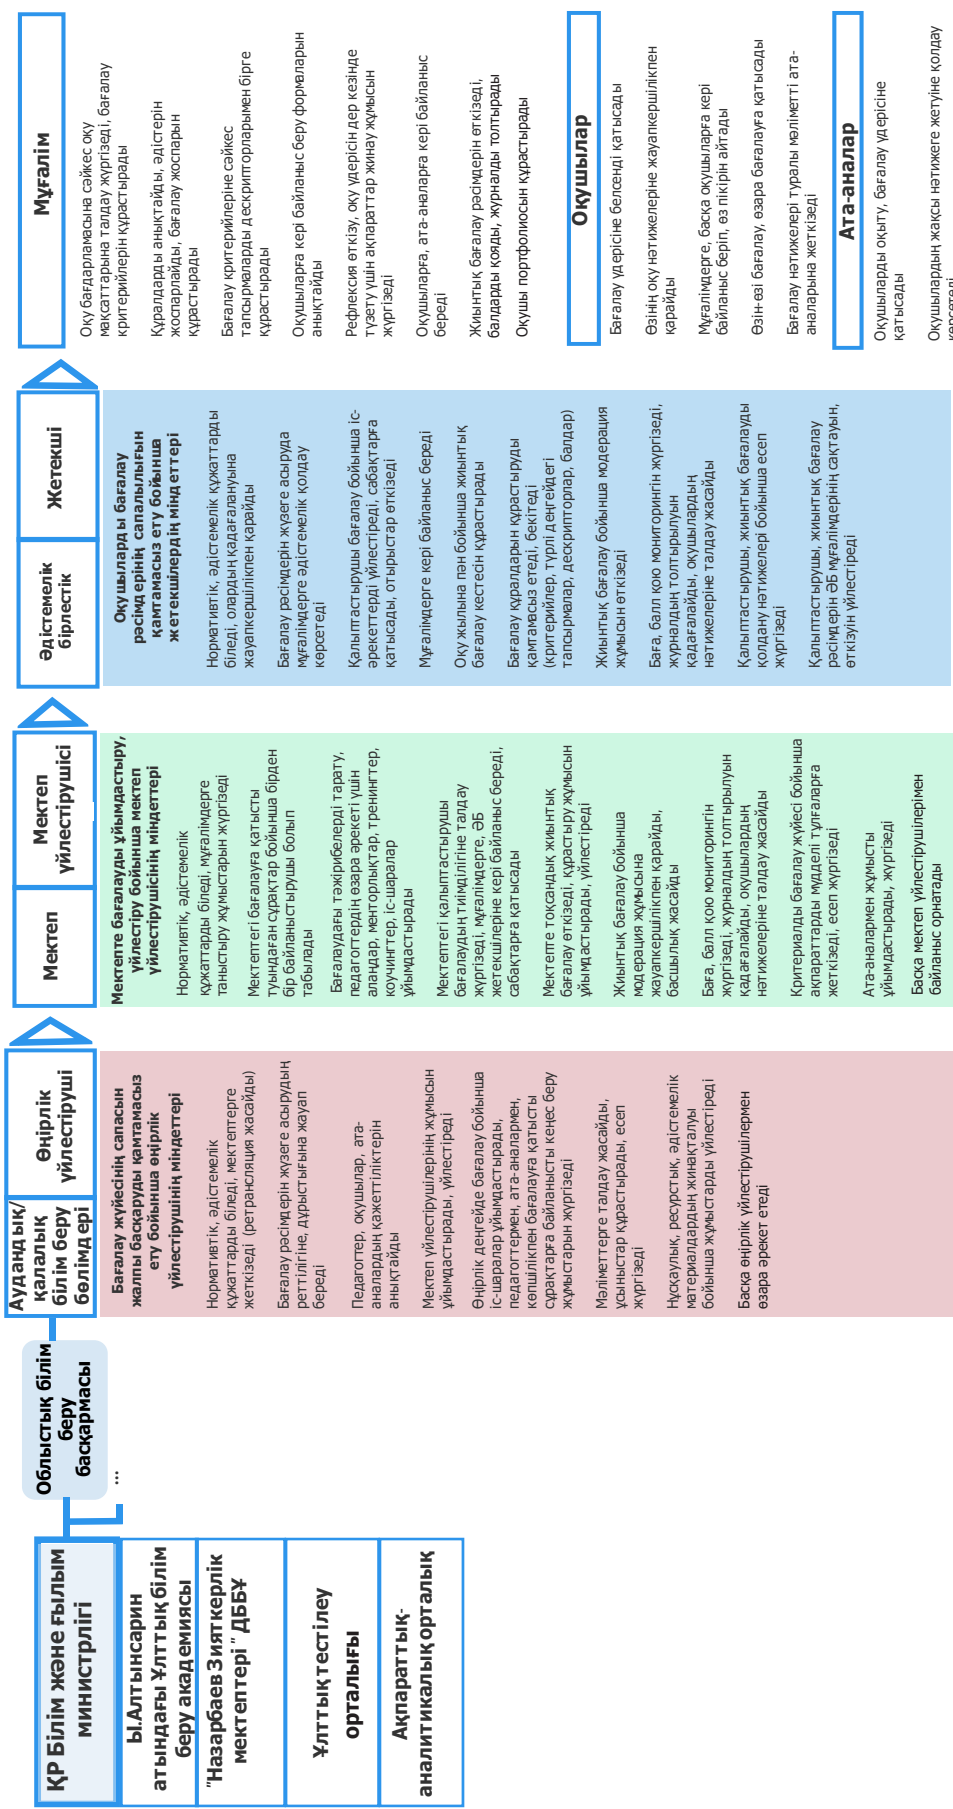 ҚР Білім және ғылым
министрлігі
Ы.Алтынсарин
атындағы Ұлттық білім
беру академиясы
"Назарбаев Зияткерлік
мектептері" ДББҰ
Ұлттық тестілеу
орталығы
Ақпараттық-
аналитикалық орталық
Облыстық білім
беру
басқармасы
...
Аудандық/
қалалық
білім беру
бөлімдері
Өңірлік
үйлестіруші
Бағалау жүйесінің сапасын
жалпы басқаруды қамтамасыз
ету бойынша өңірлік
үйлестірушінің міндеттері
Нормативтік, әдістемелік
құжаттарды біледі, мектептерге
жеткізеді (ретрансляция жасайды)
Бағалау рәсімдерін жүзеге асырудың
реттілігіне, дұрыстығына жауап
береді
Педагогтер, оқушылар, ата-
аналардың қажеттіліктерін
анықтайды
Мектеп үйлестірушілерінің жұмысын
ұйымдастырады, үйлестіреді
Өңірлік деңгейде бағалау бойынша
іс-шаралар ұйымдастырады,
педагогтермен, ата-аналармен,
көпшілікпен бағалауға қатысты
сұрақтарға байланысты кеңес беру
жұмыстарын жүргізеді
Мәліметтерге талдау жасайды,
ұсыныстар құрастырады, есеп
жүргізеді
Нұсқаулық, ресурстық, әдістемелік
материалдардың жинақталуы
бойынша жұмыстарды үйлестіреді
Басқа өңірлік үйлестірушілермен
өзара әрекет етеді
Мектеп
Мектеп
үйлестірушісі
Мектепте бағалауды ұйымдастыру,
үйлестіру бойынша мектеп
үйлестірушісінің міндеттері
Нормативтік, әдістемелік
құжаттарды біледі, мұғалімдерге
таныстыру жұмыстарын жүргізеді
Мектептегі бағалауға қатысты
туындаған сұрақтар бойынша бірден
бір байланыстырушы болып
табылады
Бағалаудағы тәжірибелерді тарату,
педагогтердің өзара әрекеті үшін
алаңдар, менторлықтар, тренингтер,
коучингтер, іс-шаралар
ұйымдастырады
Мектептегі қалыптастырушы
бағалаудың тиімділігіне талдау
жүргізеді, мұғалімдерге, ӘБ
жетекшілеріне кері байланыс береді,
сабақтарға қатысады
Мектепте тоқсандық жиынтық
бағалау өткізеді, құрастыру жұмысын
ұйымдастырады, үйлестіреді
Жиынтық бағалау бойынша
модерация жұмысына
жауапкершілікпен қарайды,
басшылық жасайды
Баға, балл қою мониторингін
жүргізеді, журналдың толтырылуын
қадағалайды, оқушылардың
нәтижелеріне талдау жасайды
Критериалды бағалау жүйесі бойынша
ақпараттарды мүдделі тұлғаларға
жеткізеді, есеп жүргізеді
Ата-аналармен жұмысты
ұйымдастырады, жүргізеді
Басқа мектеп үйлестірушілерімен
байланыс орнатады
Әдістемелік
бірлестік
Жетекші
Оқушыларды бағалау
рәсімдерінің сапалылығын
қамтамасыз ету бойынша
жетекшілердің міндеттері
Нормативтік, әдістемелік құжаттарды
біледі, олардың қадағалануына
жауапкершілікпен қарайды
Бағалау рәсімдерін жүзеге асыруда
мұғалімдерге әдістемелік қолдау
көрсетеді
Қалыптастырушы бағалау бойынша іс-
әрекеттерді үйлестіреді, сабақтарға
қатысады, отырыстар өткізеді
Мұғалімдерге кері байланыс береді
Оқу жылына пән бойынша жиынтық
бағалау кестесін құрастырады
Бағалау құралдарын құрастыруды
қамтамасыз етеді, бекітеді
(критерийлер, түрлі деңгейдегі
тапсырмалар, дескрипторлар, балдар)
Жиынтық бағалау бойынша модерация
жұмысын өткізеді
Баға, балл қою мониторингін жүргізеді,
журналдың толтырылуын
қадағалайды, оқушылардың
нәтижелеріне талдау жасайды
Қалыптастырушы, жиынтық бағалауды
қолдану нәтижелері бойынша есеп
жүргізеді
Қалыптастырушы, жиынтық бағалау
рәсімдерін ӘБ мұғалімдерінің сақтауын,
өткізуін үйлестіреді
Мұғалім
Оқу бағдарламасына сәйкес оқу
мақсаттарына талдау жүргізеді, бағалау
критерийлерін құрастырады
Құралдарды анықтайды, әдістерін
жоспарлайды, бағалау жоспарын
құрастырады
Бағалау критерийлеріне сәйкес
тапсырмаларды дескрипторларымен бірге
құрастырады
Оқушыларға кері байланыс беру формаларын
анықтайды
Рефлексия өткізу, оқу үдерісін дер кезінде
түзету үшін ақпараттар жинау жұмысын
жүргізеді
Оқушыларға, ата-аналарға кері байланыс
береді
Жиынтық бағалау рәсімдерін өткізеді,
балдарды қояды, журналды толтырады
Оқушы портфолиосын құрастырады
Оқушылар
Бағалау үдерісіне белсенді қатысады
Өзінің оқу нәтижелеріне жауапкершілікпен
қарайды
Мұғалімдерге, басқа оқушыларға кері
байланыс беріп, өз пікірін айтады
Өзін-өзі бағалау, өзара бағалауға қатысады
Бағалау нәтижелері туралы мәліметті ата-
аналарына жеткізеді
Ата-аналар
Оқушыларды оқыту, бағалау үдерісіне
қатысады
Оқушылардың жақсы нәтижеге жетуіне қолдау
көрсетеді